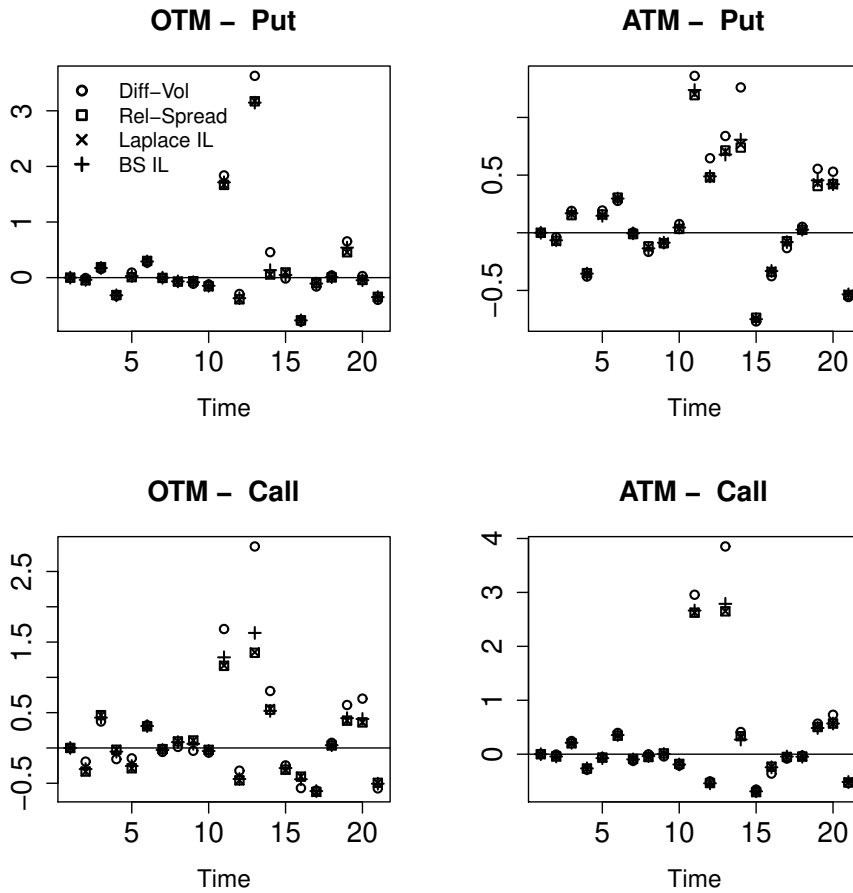 OTM − Put
3
2
1
0
Diff−Vol
Rel−Spread
Laplace IL
BS IL
5 10 15 20
Time
ATM − Put
0.5
−0.5
5 10 15 20
Time
OTM − Call
2.5
1.5
0.5
−0.5
5 10 15 20
Time
ATM − Call
4
3
2
1
0
5 10 15 20
Time